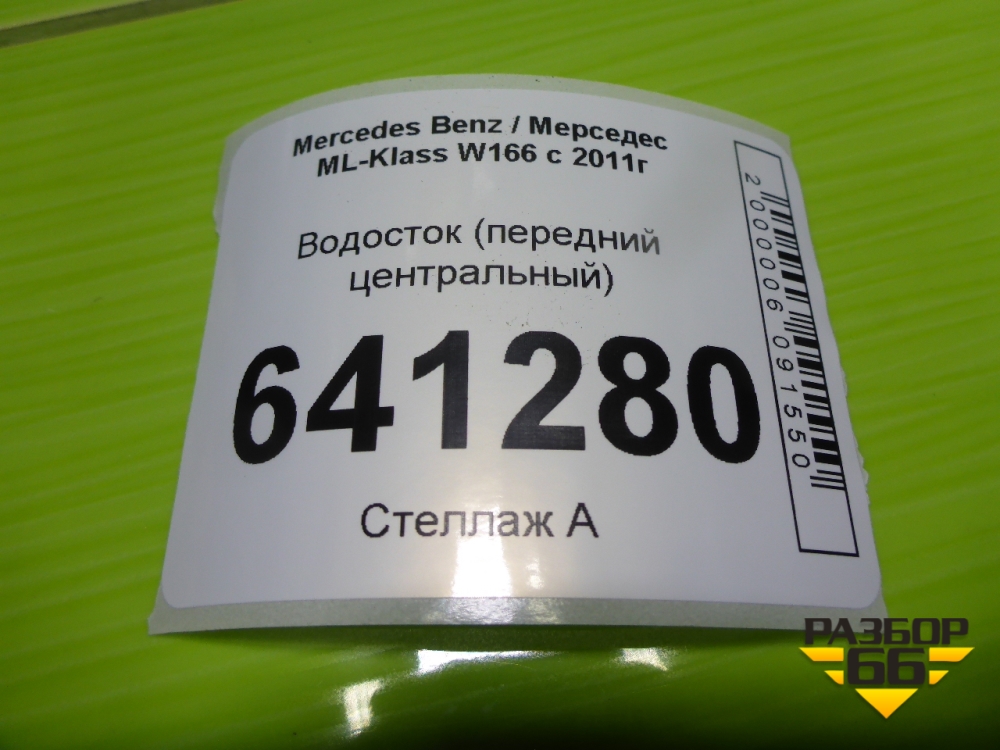 Mercedes Benz / Мерседес
ML-Klass W166 с 2011г
Водосток (передний
центральный)
641280
Стеллаж А
2000006091550
РАЗБОР
66